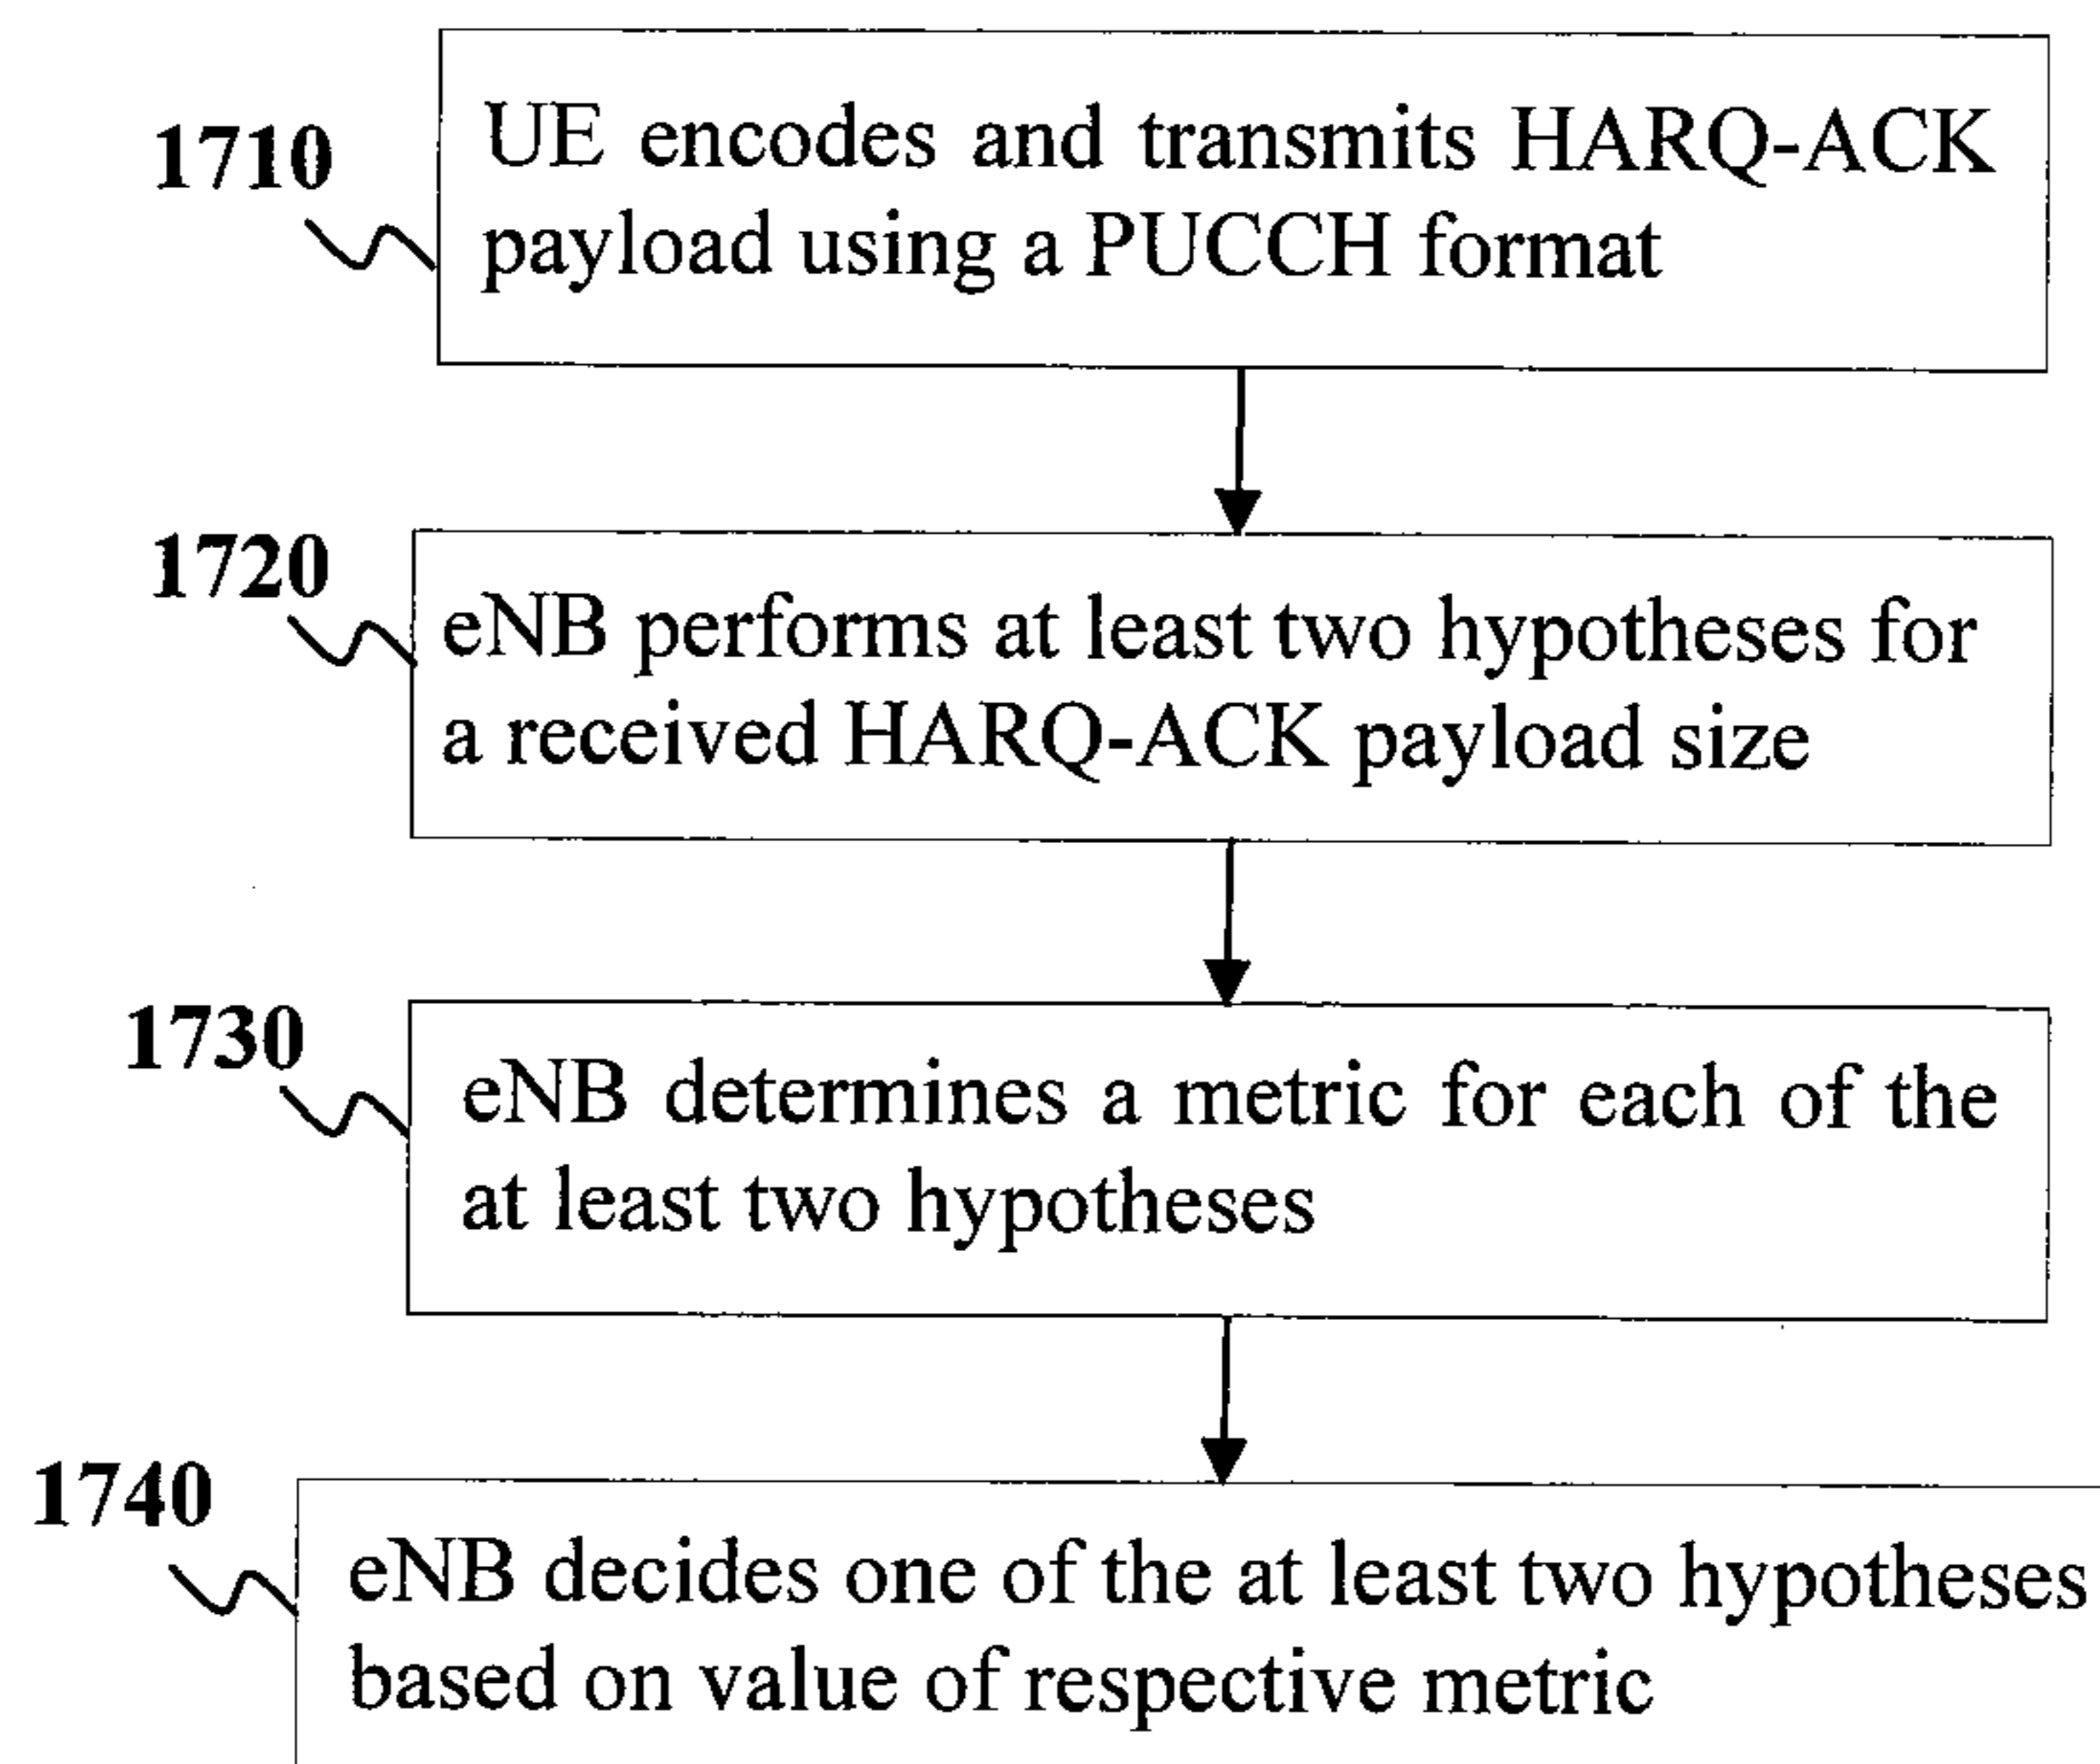 1710
UE encodes and transmits HARQ-ACK
payload using a PUCCH format
1720
eNB performs at least two hypotheses for
a received HARQ-ACK payload size
1730
eNB determines a metric for each of the
at least two hypotheses
1740
eNB decides one of the at least two hypotheses
based on value of respective metric